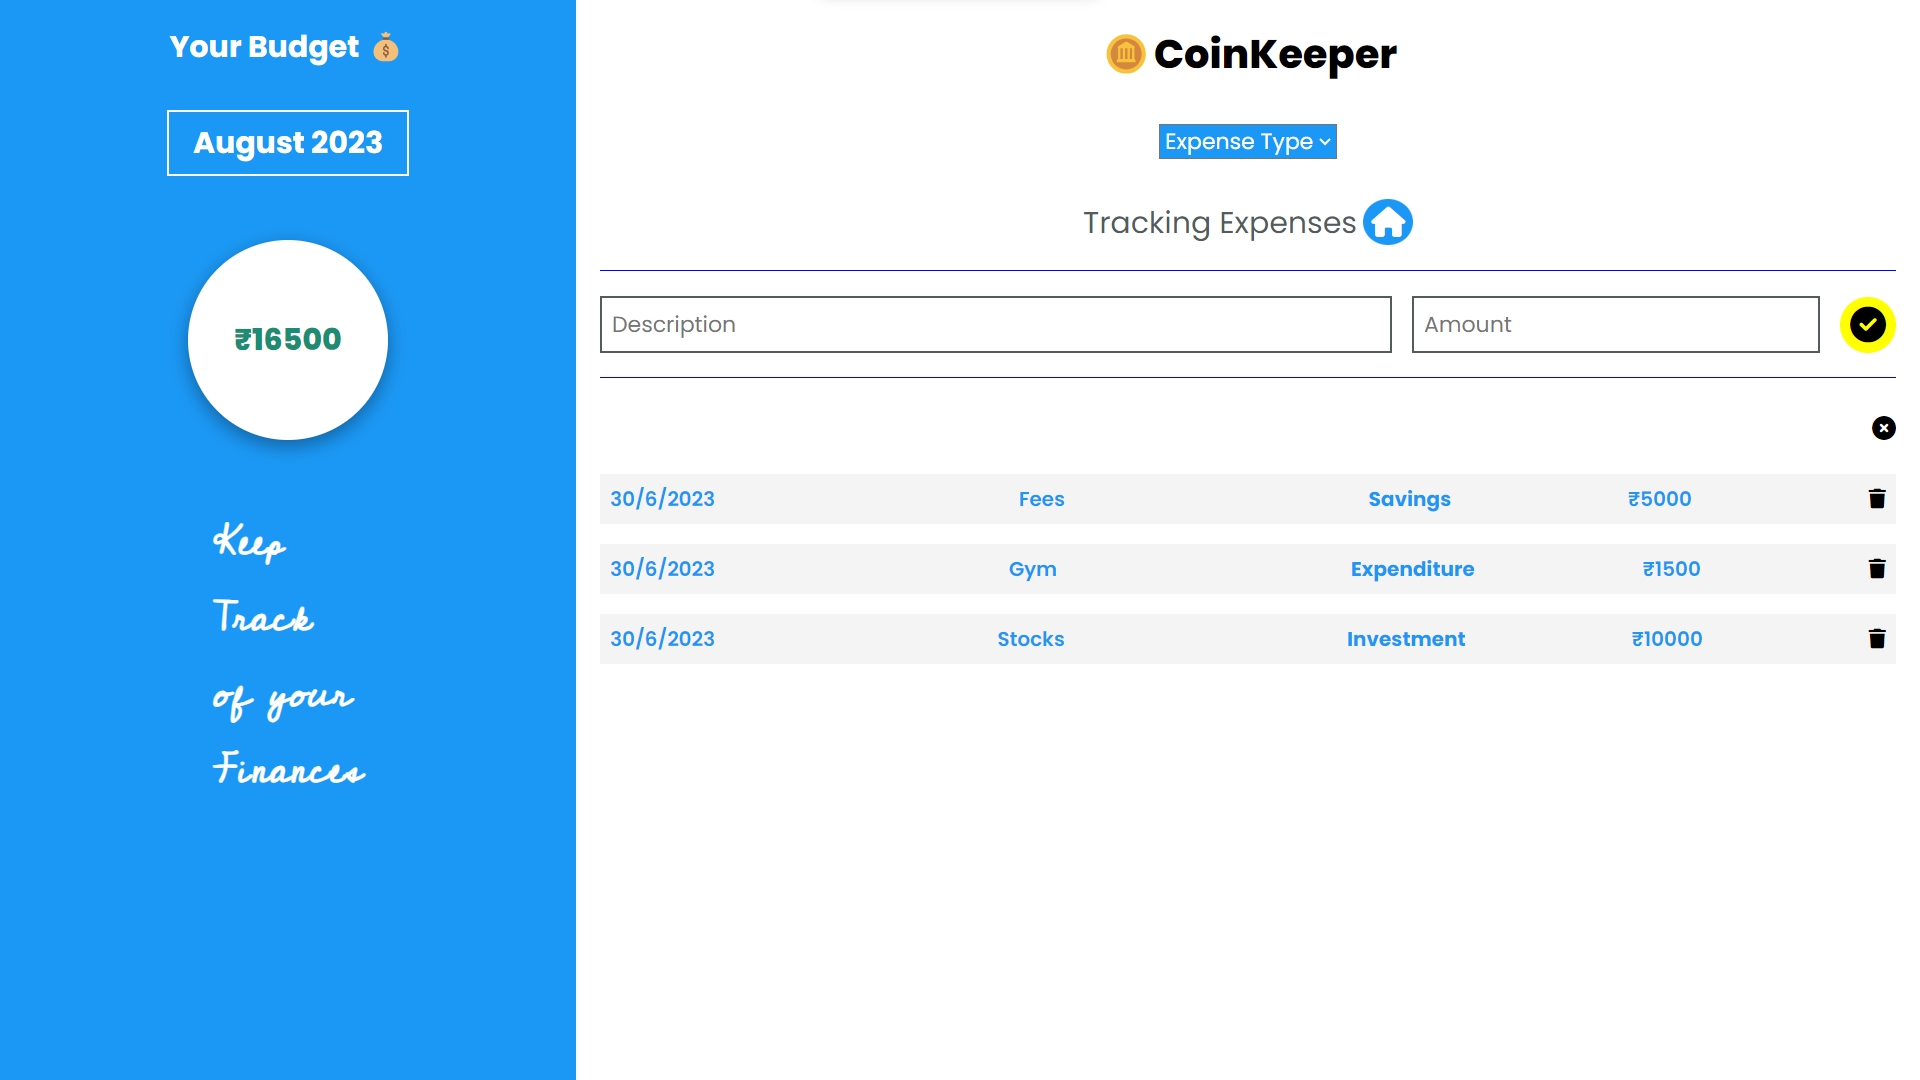 Your Budget
August 2023
₹16500
Keep
Track
of your
Finances
CoinKeeper
Expense Type
Tracking Expenses
Description Amount
30/6/2023 Fees Savings ₹5000
30/6/2023 Gym Expenditure ₹1500
30/6/2023 Stocks Investment ₹10000